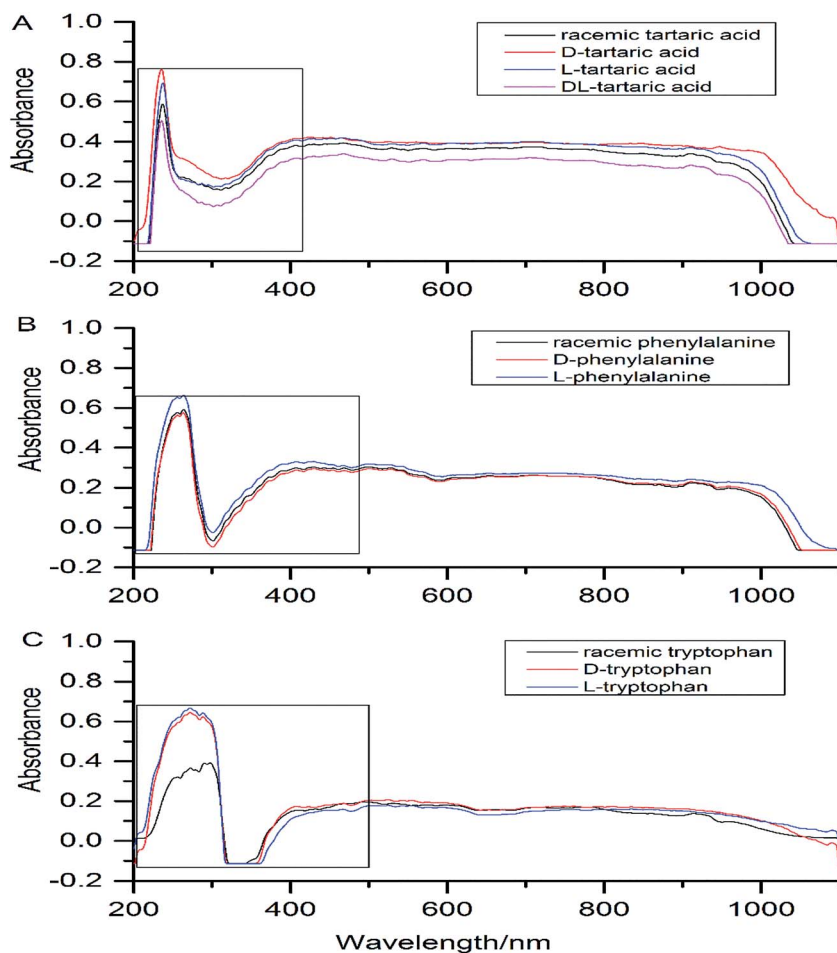 A
1.0
0.8
0.6
0.4
0.2
0.0
-0.2
Absorbance
racemic tartaric acid
D-tartaric acid
L-tartaric acid
DL-tartaric acid
200
400
600
800
1000
B
1.0
0.8
0.6
0.4
0.2
0.0
-0.2
Absorbance
racemic phenylalanine
D-phenylalanine
L-phenylalanine
200
400
600
800
1000
C
1.0
0.8
0.6
0.4
0.2
0.0
-0.2
Absorbance
racemic tryptophan
D-tryptophan
L-tryptophan
200
400
600
800
1000
Wavelength/nm